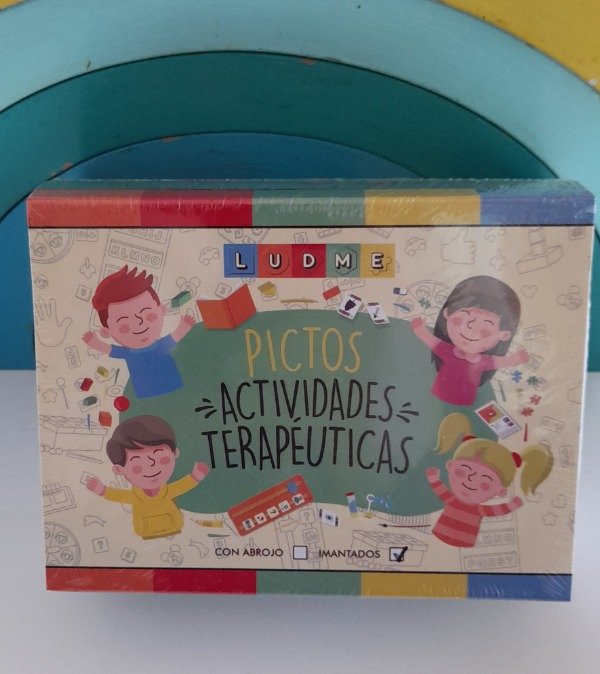 LUDME
PICTOS
ACTIVIDADES
TERAPÉUTICAS
CON ABROJO IMANTADOS